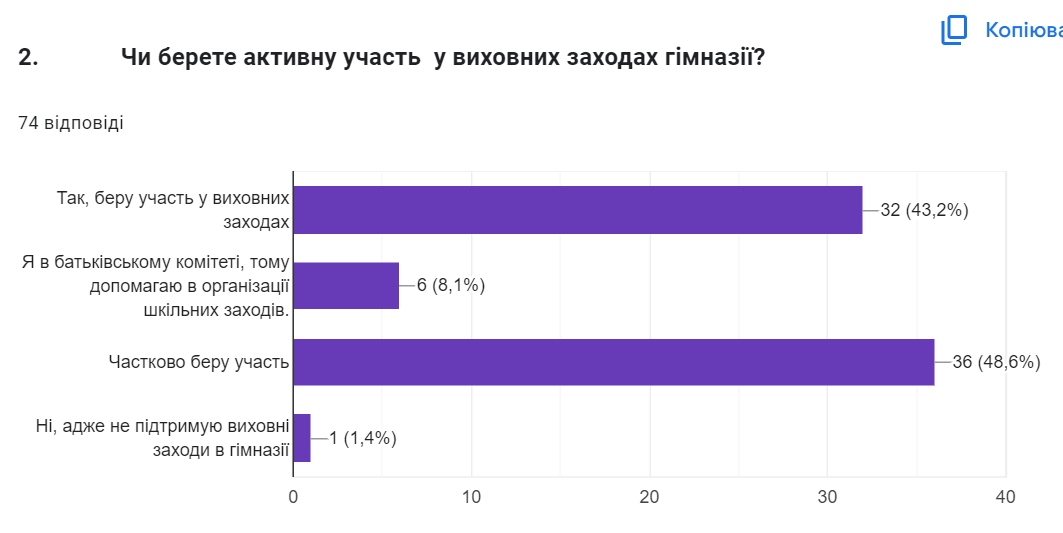 Копіюва
2. Чи берете активну участь у виховних заходах гімназії?
74 відповіді
Так, беру участь у виховних
заходах
32 (43,2%)
Я в батьківському комітеті, тому
допомагаю в організації
шкільних заходів.
6 (8,1%)
Частково беру участь
36 (48,6%)
Ні, адже не підтримую виховні
заходи в гімназії
1 (1,4%)
0 10 20 30 40